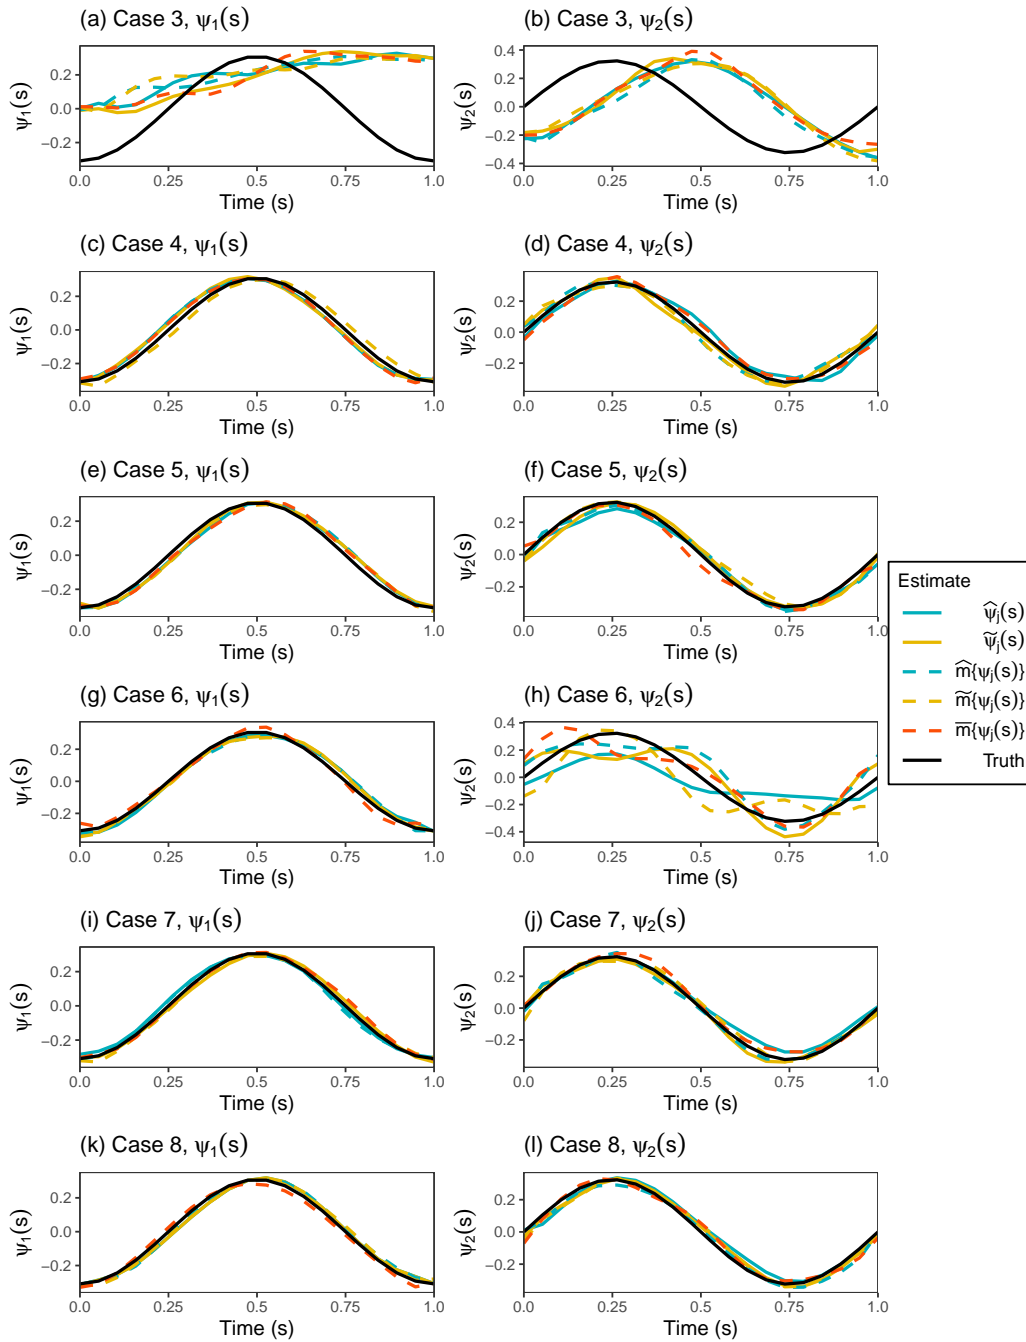 (a) Case 3, ψ₁(s)
(b) Case 3, ψ₂(s)
ψ₁(s)
0.2
0.0
−0.2
0.0 0.25 0.5 0.75 1.0
Time (s)
ψ₂(s)
0.4
0.2
0.0
−0.2
−0.4
0.0 0.25 0.5 0.75 1.0
Time (s)
(c) Case 4, ψ₁(s)
(d) Case 4, ψ₂(s)
ψ₁(s)
0.2
0.0
−0.2
0.0 0.25 0.5 0.75 1.0
Time (s)
ψ₂(s)
0.2
0.0
−0.2
0.0 0.25 0.5 0.75 1.0
Time (s)
(e) Case 5, ψ₁(s)
(f) Case 5, ψ₂(s)
ψ₁(s)
0.2
0.0
−0.2
0.0 0.25 0.5 0.75 1.0
Time (s)
ψ₂(s)
0.2
0.0
−0.2
0.0 0.25 0.5 0.75 1.0
Time (s)
Estimate
ψ̂ⱼ(s)
ψ̃ⱼ(s)
m̂{ψⱼ(s)}
m̃{ψⱼ(s)}
m̅{ψⱼ(s)}
Truth
(g) Case 6, ψ₁(s)
(h) Case 6, ψ₂(s)
ψ₁(s)
0.2
0.0
−0.2
0.0 0.25 0.5 0.75 1.0
Time (s)
ψ₂(s)
0.4
0.2
0.0
−0.2
−0.4
0.0 0.25 0.5 0.75 1.0
Time (s)
(i) Case 7, ψ₁(s)
(j) Case 7, ψ₂(s)
ψ₁(s)
0.2
0.0
−0.2
0.0 0.25 0.5 0.75 1.0
Time (s)
ψ₂(s)
0.2
0.0
−0.2
0.0 0.25 0.5 0.75 1.0
Time (s)
(k) Case 8, ψ₁(s)
(l) Case 8, ψ₂(s)
ψ₁(s)
0.2
0.0
−0.2
0.0 0.25 0.5 0.75 1.0
Time (s)
ψ₂(s)
0.2
0.0
−0.2
0.0 0.25 0.5 0.75 1.0
Time (s)